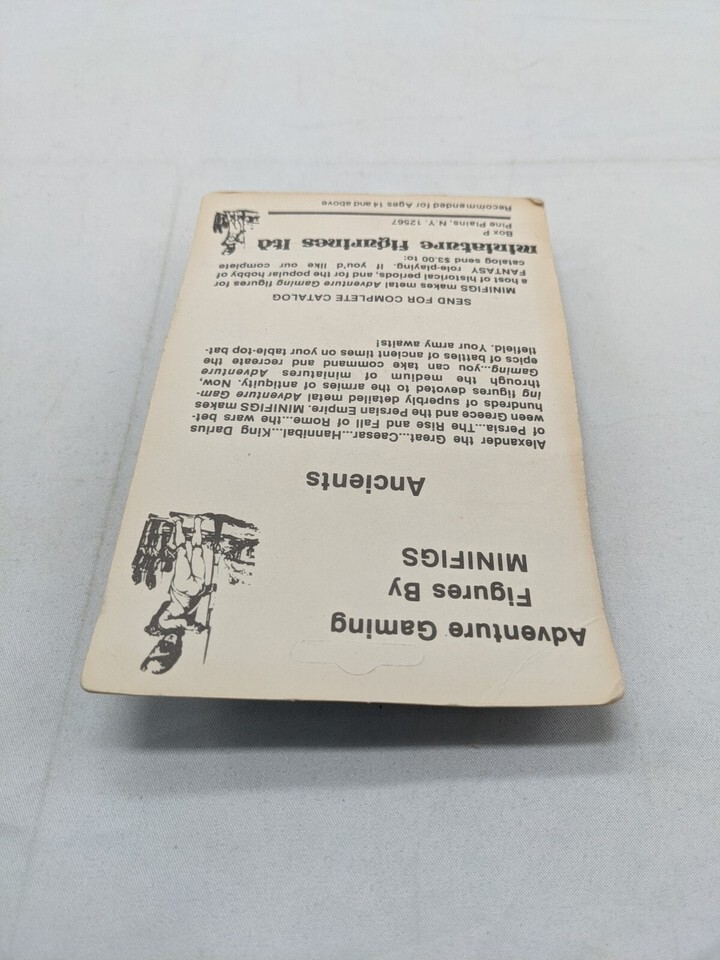 Adventure Gaming
Figures By
MINIFIGS
Ancients
Alexander the Great...Caesar...Hannibal...King Darius
of Persia...The Rise and Fall of Rome...the wars bet-
ween Greece and the Persian Empire. MINIFIGS makes
hundreds of superbly detailed metal Adventure Gam-
ing figures devoted to the armies of antiquity. Now,
through the medium of miniatures Adventure
Gaming...you can take command and recreate the
epics of battles of ancient times on your table-top bat-
tlefield. Your army awaits!
SEND FOR COMPLETE CATALOG
MINIFIGS makes metal Adventure Gaming figures for
a host of historical periods, and for the popular hobby of
FANTASY role-playing. If you'd like our complete
catalog send $3.00 to:
miniature figurines ltd
Box P
Pine Plains, N.Y. 12567
Recommended for Ages 14 and above